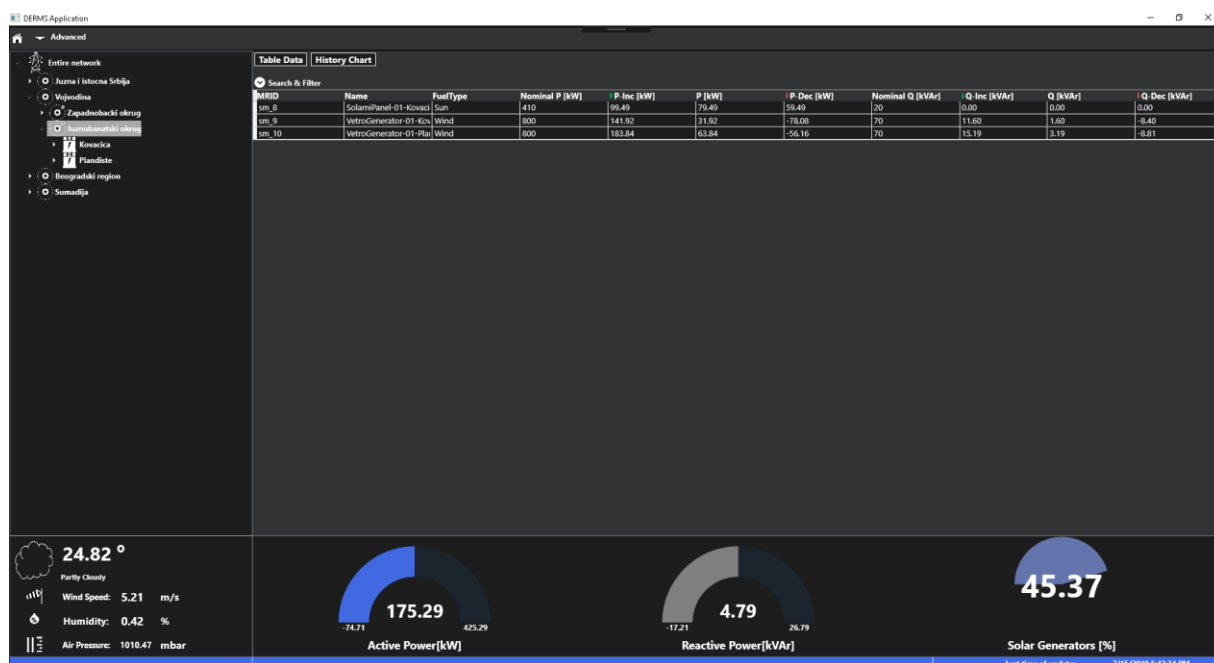 DERMS Application
Advanced
Entire network
Juzna i istocna Srbija
Vojvodina
Zapadnobacki okrug
Juznobanatski okrug
Kovacica
Plandiste
Beogradski region
Sumadija
Table Data History Chart
Search & Filter
MRID Name FuelType Nominal P [kW] P-Inc [kW] P [kW] P-Dec [kW] Nominal Q [kVAr] Q-Inc [kVAr] Q [kVAr] Q-Dec [kVAr]
sm_8 SolarniPanel-01-Kovaci Sun 410 99.49 79.49 59.49 20 0.00 0.00 0.00
sm_9 VetroGenerator-01-Kov Wind 800 141.92 31.92 -78.08 70 11.60 1.60 -8.40
sm_10 VetroGenerator-01-Plan Wind 800 183.84 63.84 -56.16 70 15.19 3.19 -8.81
24.82 °
Partly Cloudy
Wind Speed: 5.21 m/s
Humidity: 0.42 %
Air Pressure: 1010.47 mbar
175.29
-74.71 425.29
Active Power[kW]
4.79
-17.21 26.79
Reactive Power[kVAr]
45.37
Solar Generators [%]